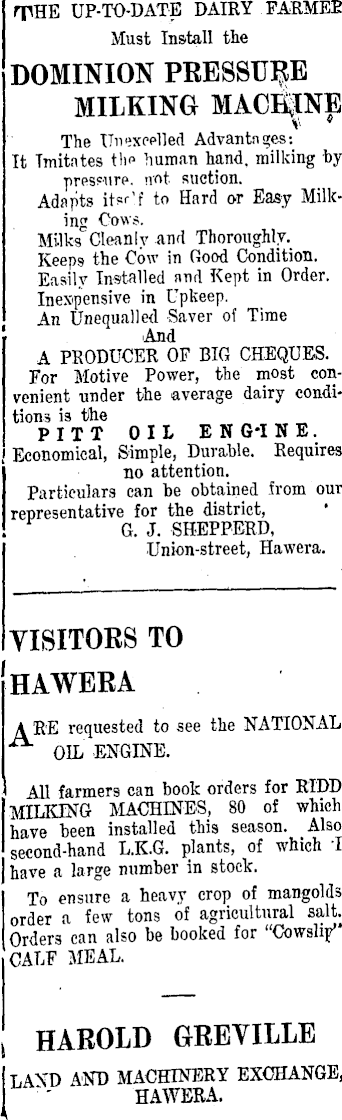 THE UP-TO-DATE DAIRY FARMER
Must Install the
DOMINION PRESSURE
MILKING MACHINE
The Unexcelled Advantages:
It Imitates the human hand, milking by
pressure, not suction.
Adapts itself to Hard or Easy Milk-
ing Cows.
Milks Cleanly and Thoroughly.
Keeps the Cow in Good Condition.
Easily Installed and Kept in Order.
Inexpensive in Upkeep.
An Unequalled Saver of Time
And
A PRODUCER OF BIG CHEQUES.
For Motive Power, the most con-
venient under the average dairy condi-
tions is the
PITT OIL ENGINE.
Economical, Simple, Durable. Requires
no attention.
Particulars can be obtained from our
representative for the district,
G. J. SHEPPERD,
Union-street, Hawera.
VISITORS TO
HAWERA
ARE requested to see the NATIONAL
OIL ENGINE.
All farmers can book orders for RIDD
MILKING MACHINES, 80 of which
have been installed this season. Also
second-hand L.K.G. plants, of which I
have a large number in stock.
To ensure a heavy crop of mangolds
order a few tons of agricultural salt.
Orders can also be booked for "Cowslip"
CALF MEAL.
HAROLD GREVILLE
LAND AND MACHINERY EXCHANGE,
HAWERA.